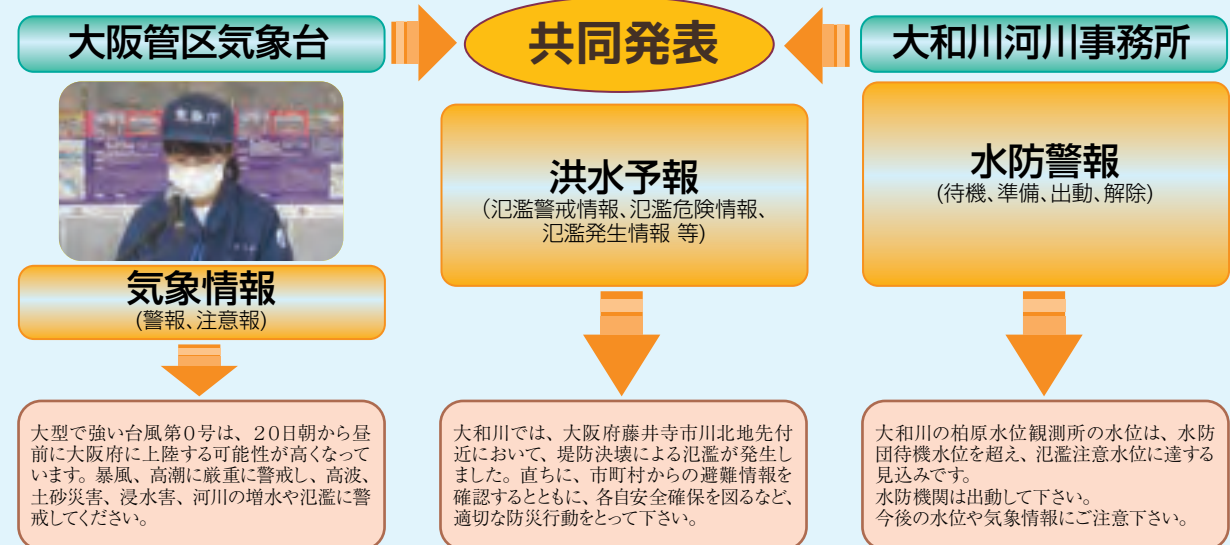 大阪管区気象台
共同発表
大和川河川事務所
気象庁
気象情報
(警報、注意報)
洪水予報
(氾濫警戒情報、氾濫危険情報、
氾濫発生情報 等)
水防警報
(待機、準備、出動、解除)
大型で強い台風第0号は、20日朝から昼
前に大阪府に上陸する可能性が高くなって
います。暴風、高潮に厳重に警戒し、高波、
土砂災害、浸水害、河川の増水や氾濫に警
戒してください。
大和川では、大阪府藤井寺市川北地先付
近において、堤防決壊による氾濫が発生し
ました。直ちに、市町村からの避難情報を
確認するとともに、各自安全確保を図るなど、
適切な防災行動をとって下さい。
大和川の柏原水位観測所の水位は、水防
団待機水位を超え、氾濫注意水位に達する
見込みです。
水防機関は出動して下さい。
今後の水位や気象情報にご注意下さい。